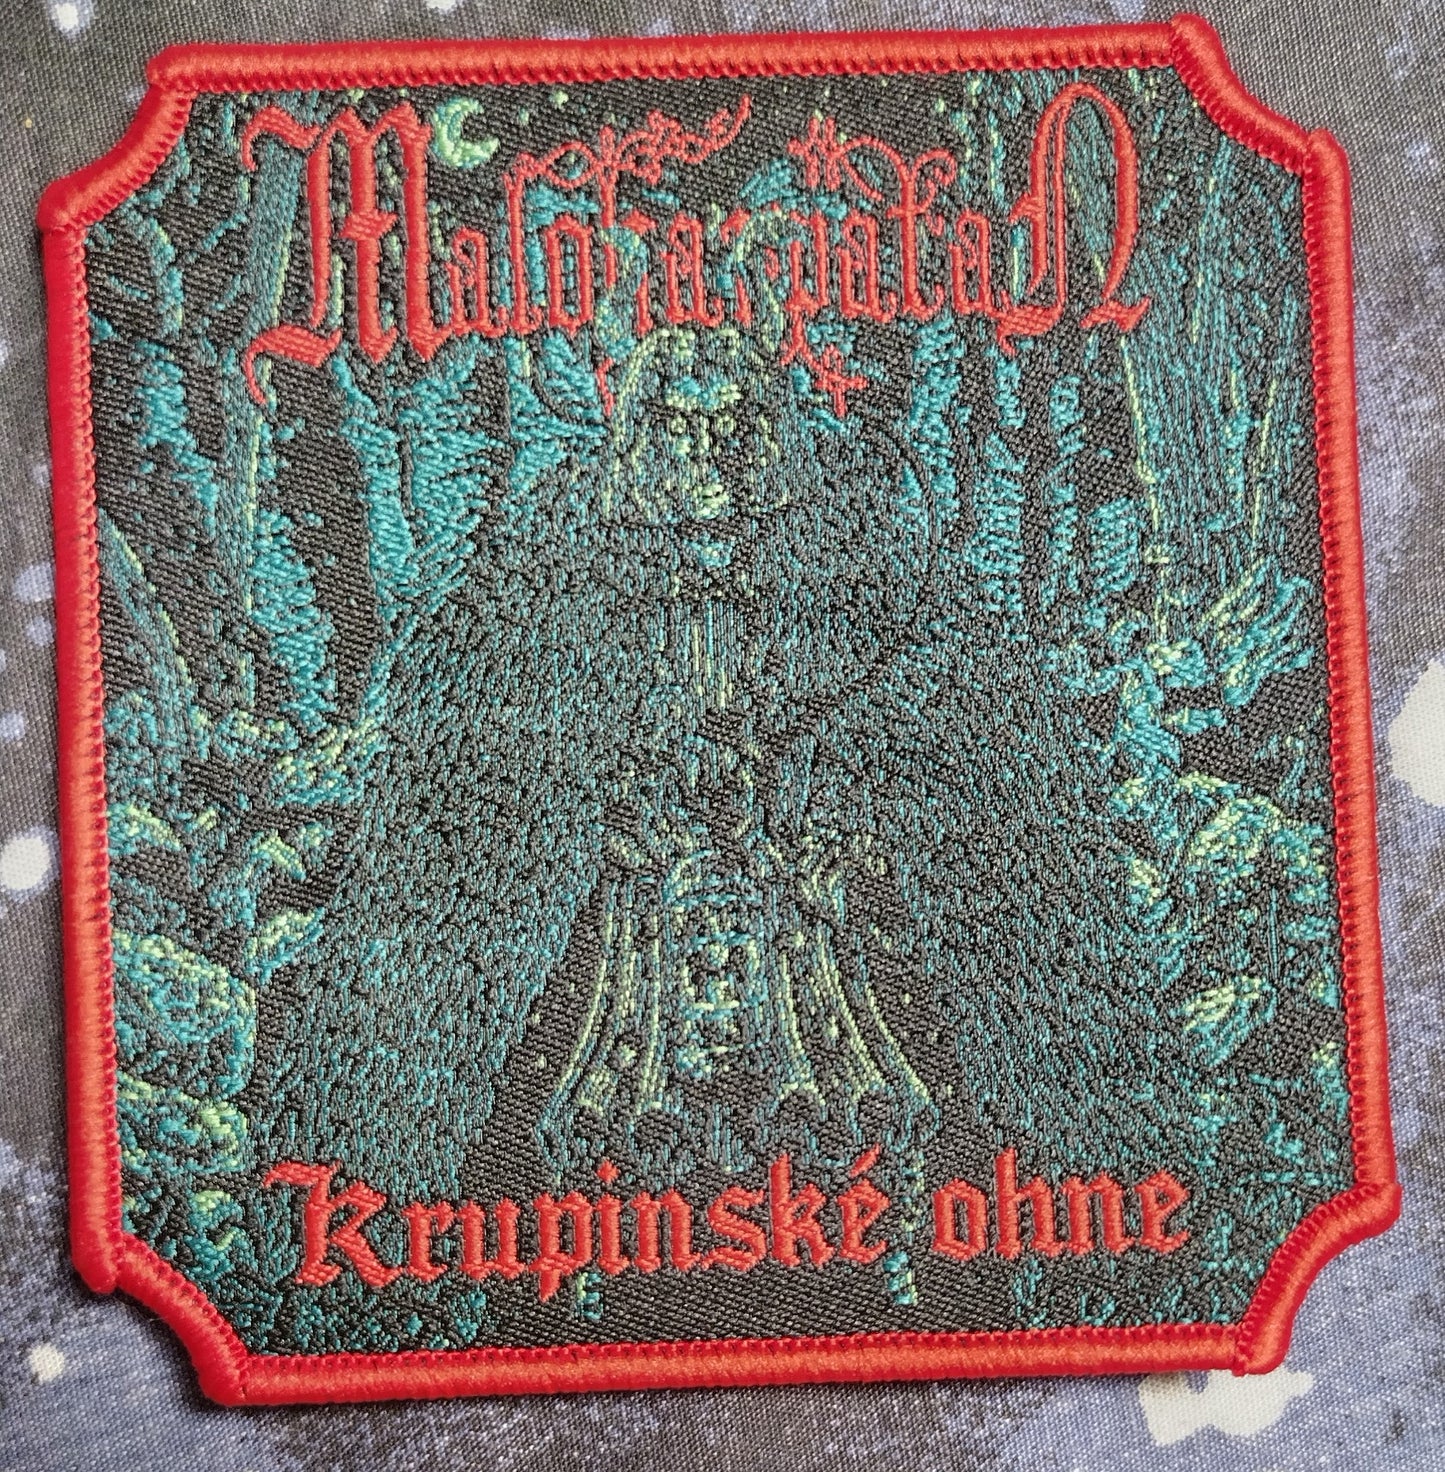 Malokarpatan
Krupinské ohne